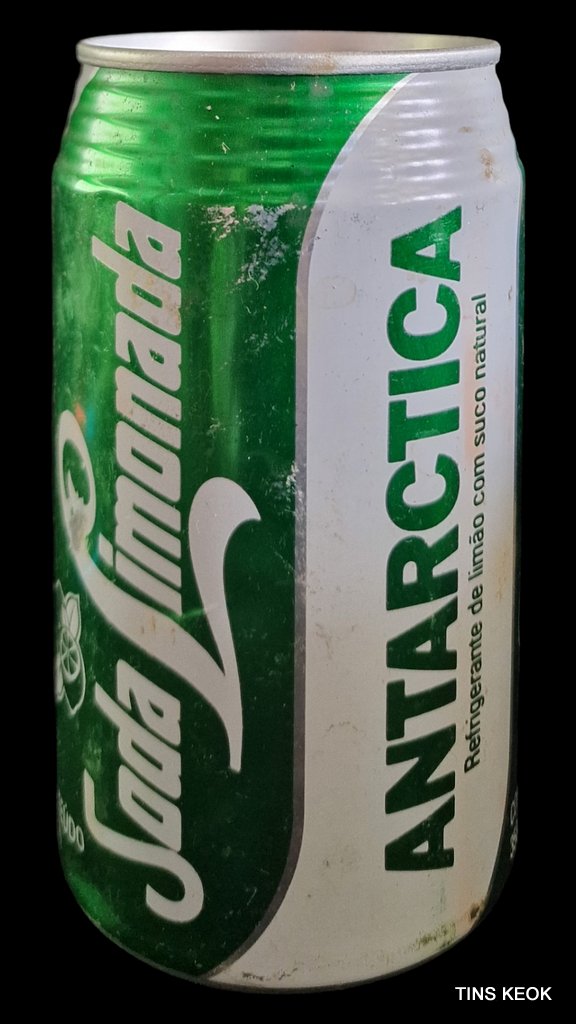 Soda Limonada
ANTARCTICA
Refrigerante de limão com suco natural
TINS KEOK